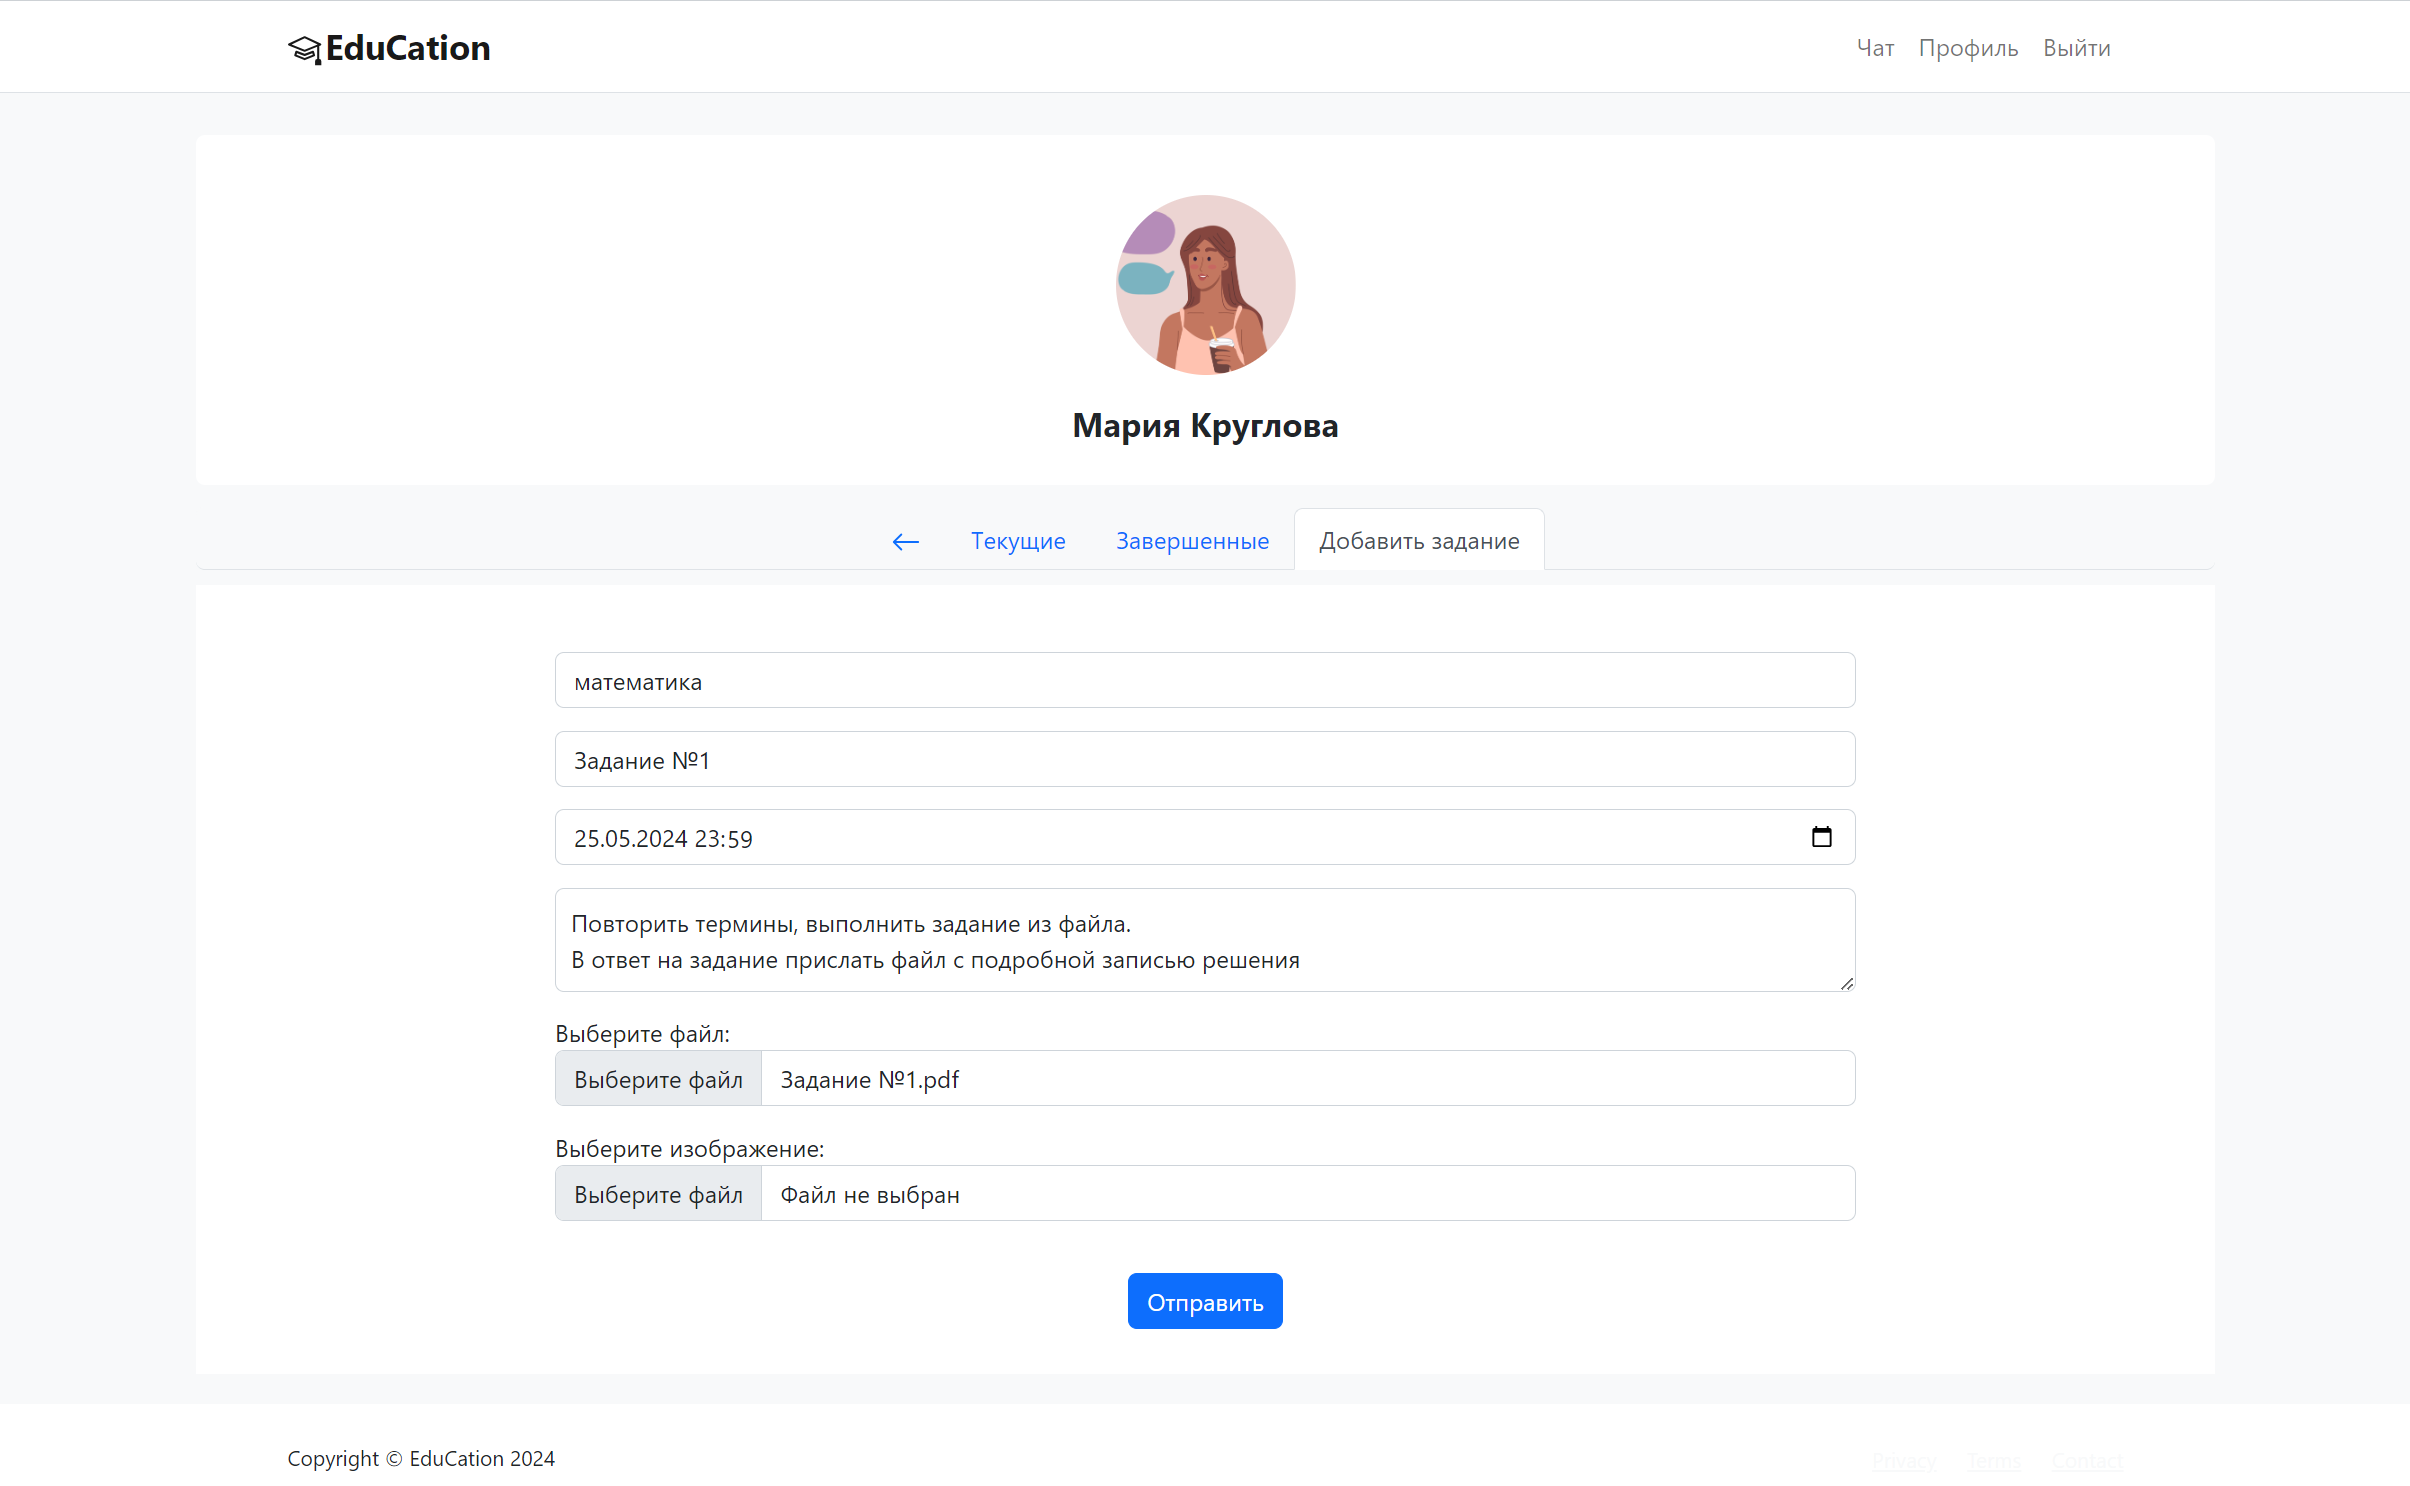 EduCation
Чат Профиль Выйти
Мария Круглова
Текущие Завершенные Добавить задание
математика
Задание №1
25.05.2024 23:59
Повторить термины, выполнить задание из файла.
В ответ на задание прислать файл с подробной записью решения
Выберите файл:
Выберите файл Задание №1.pdf
Выберите изображение:
Выберите файл Файл не выбран
Отправить
Copyright © EduCation 2024 Privacy Terms Contact